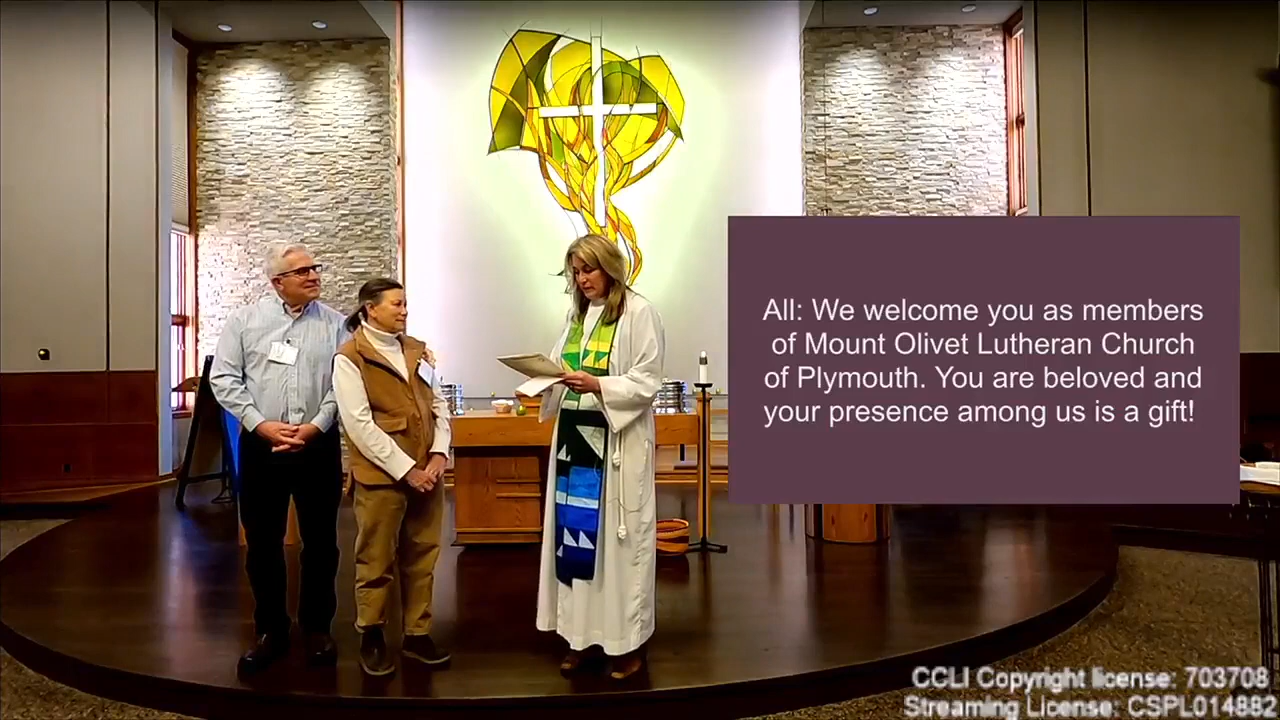 All: We welcome you as members
of Mount Olivet Lutheran Church
of Plymouth. You are beloved and
your presence among us is a gift!
CCLI Copyright license: 703708
Streaming License: CSPL014882